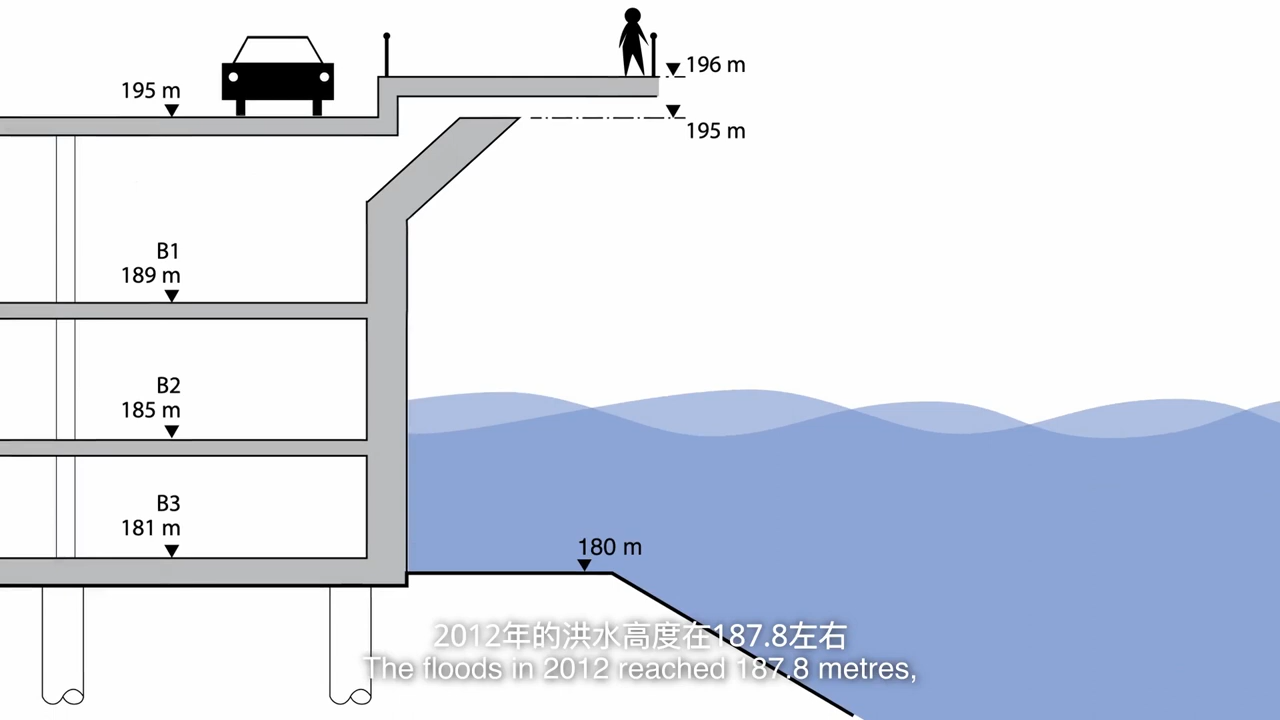 196 m
195 m
195 m
B1
189 m
B2
185 m
B3
181 m
180 m
2012年的洪水高度在187.8左右
The floods in 2012 reached 187.8 metres,